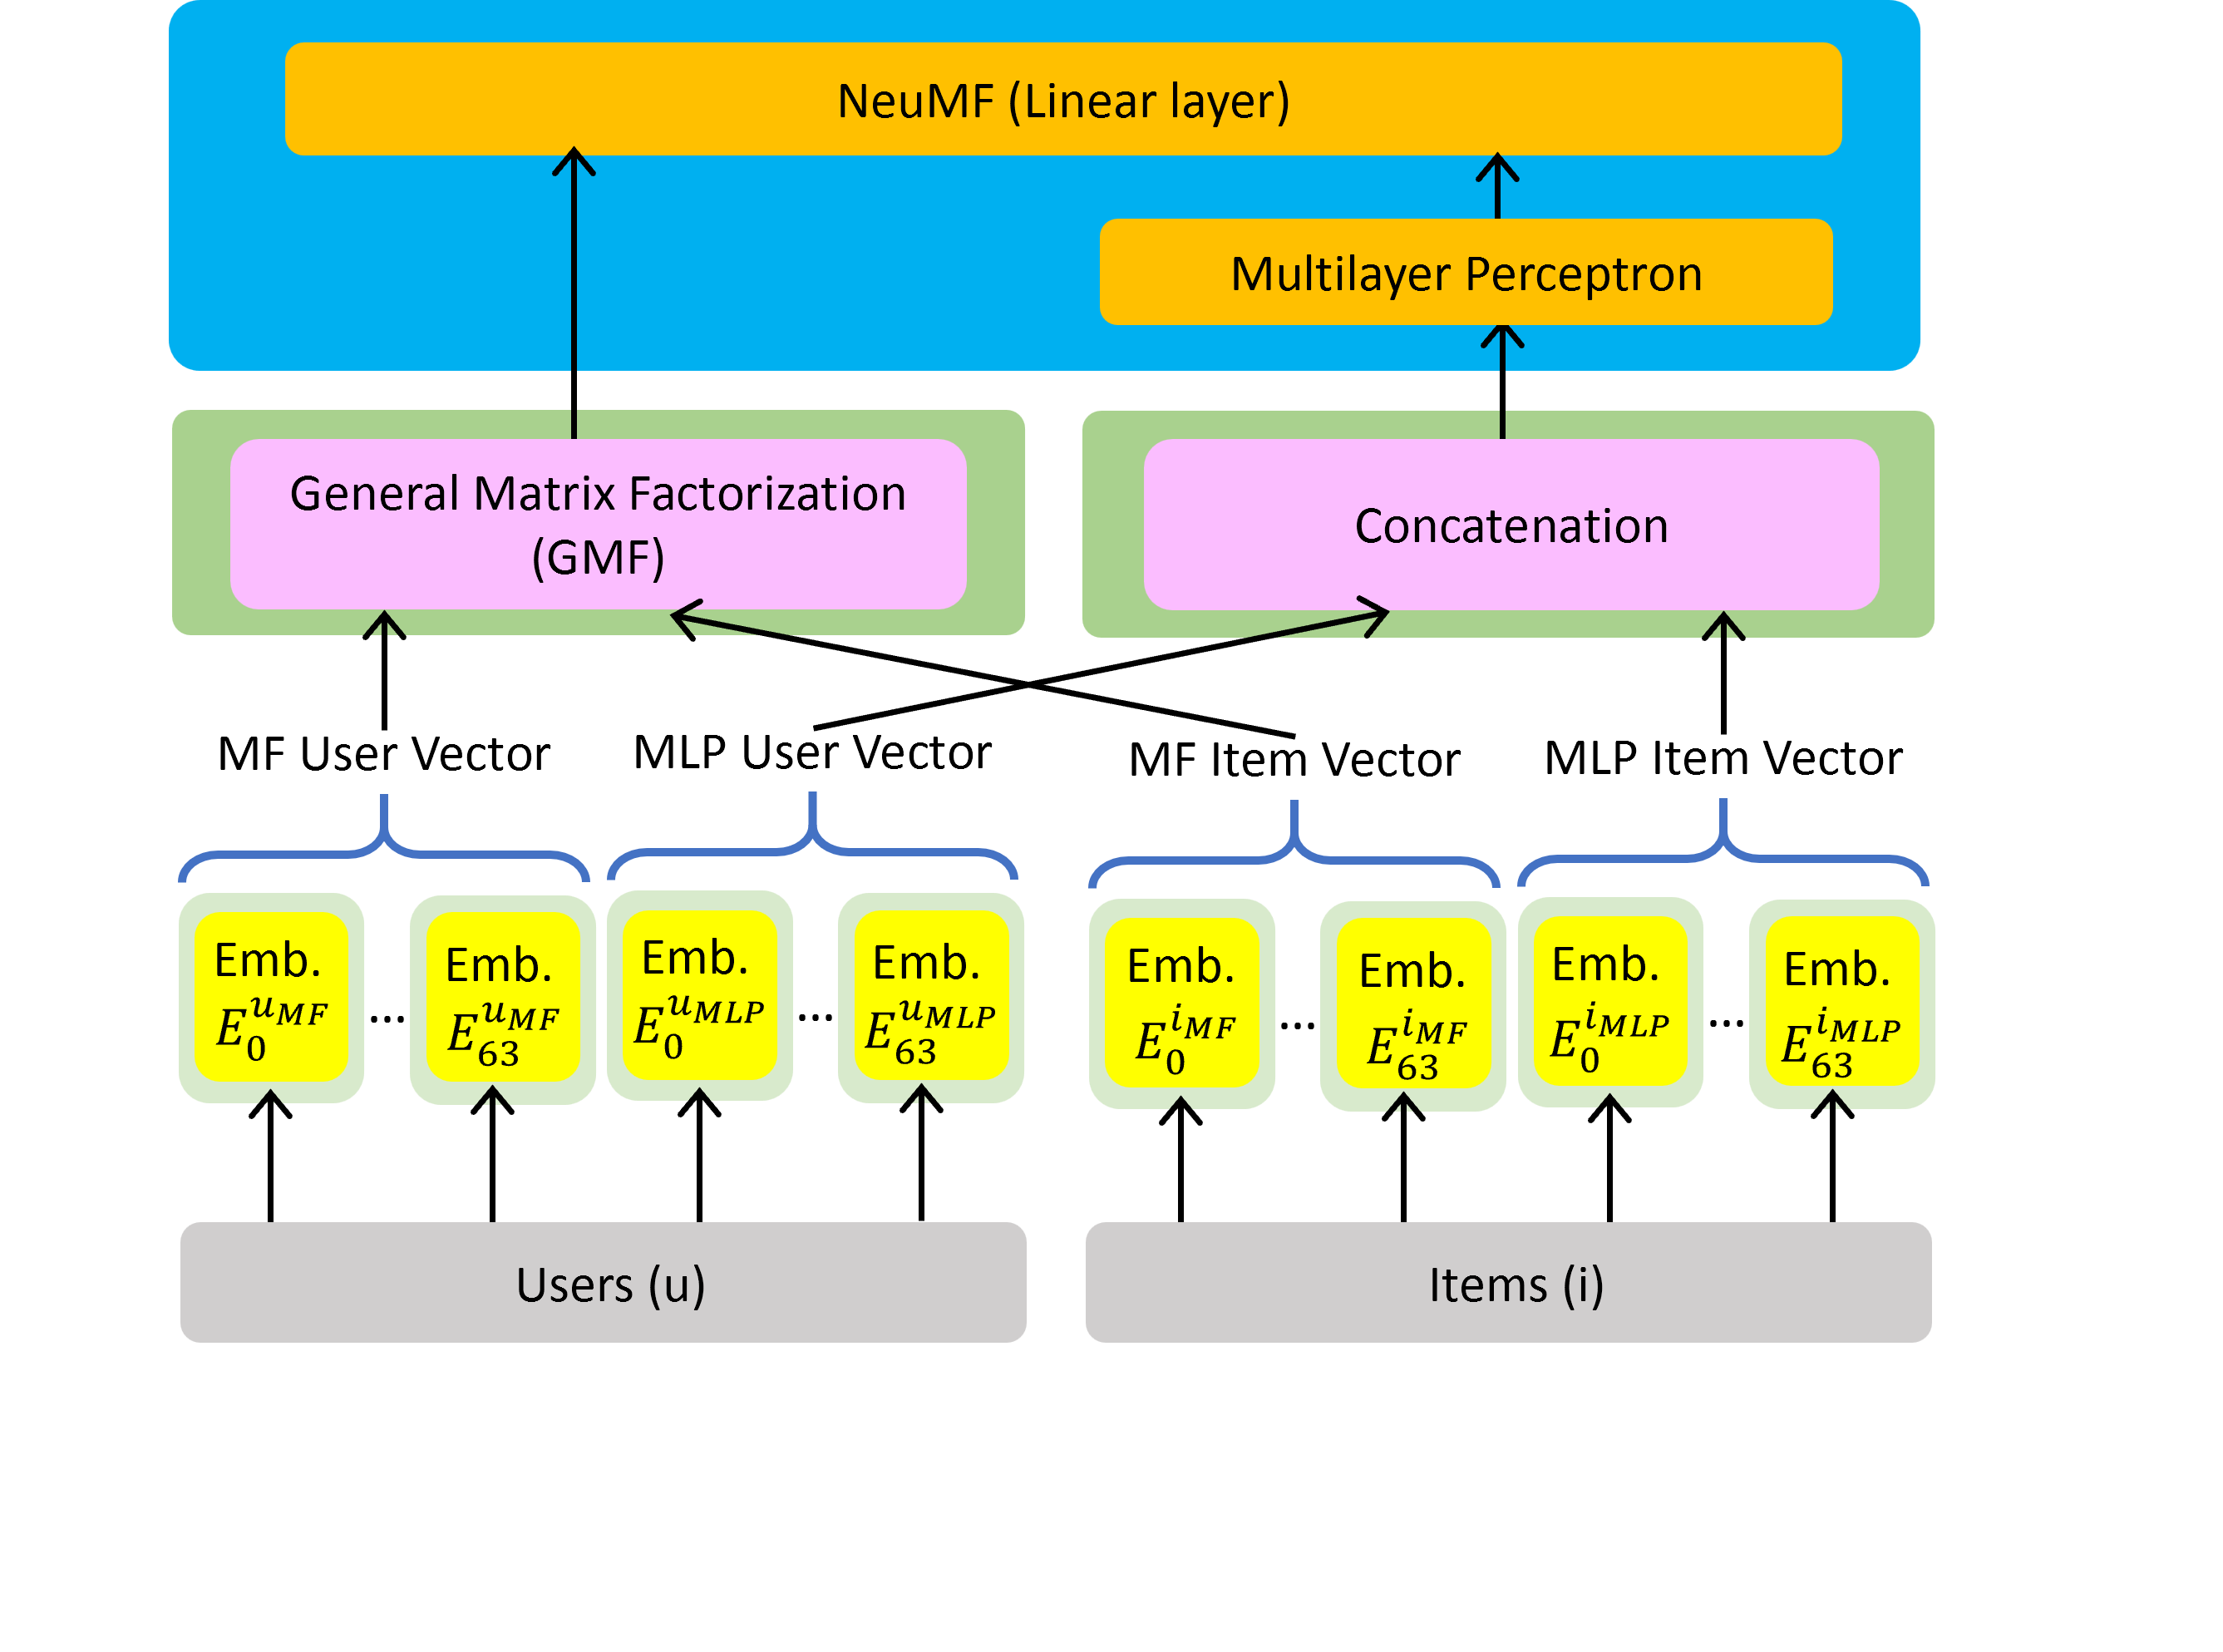 NeuMF (Linear layer)
Multilayer Perceptron
General Matrix Factorization
(GMF)
Concatenation
MF User Vector
MLP User Vector
MF Item Vector
MLP Item Vector
Emb.
E_0^{u_{MF}}
...
Emb.
E_{63}^{u_{MF}}
Emb.
E_0^{u_{MLP}}
...
Emb.
E_{63}^{u_{MLP}}
Emb.
E_0^{i_{MF}}
...
Emb.
E_{63}^{i_{MF}}
Emb.
E_0^{i_{MLP}}
...
Emb.
E_{63}^{i_{MLP}}
Users (u)
Items (i)